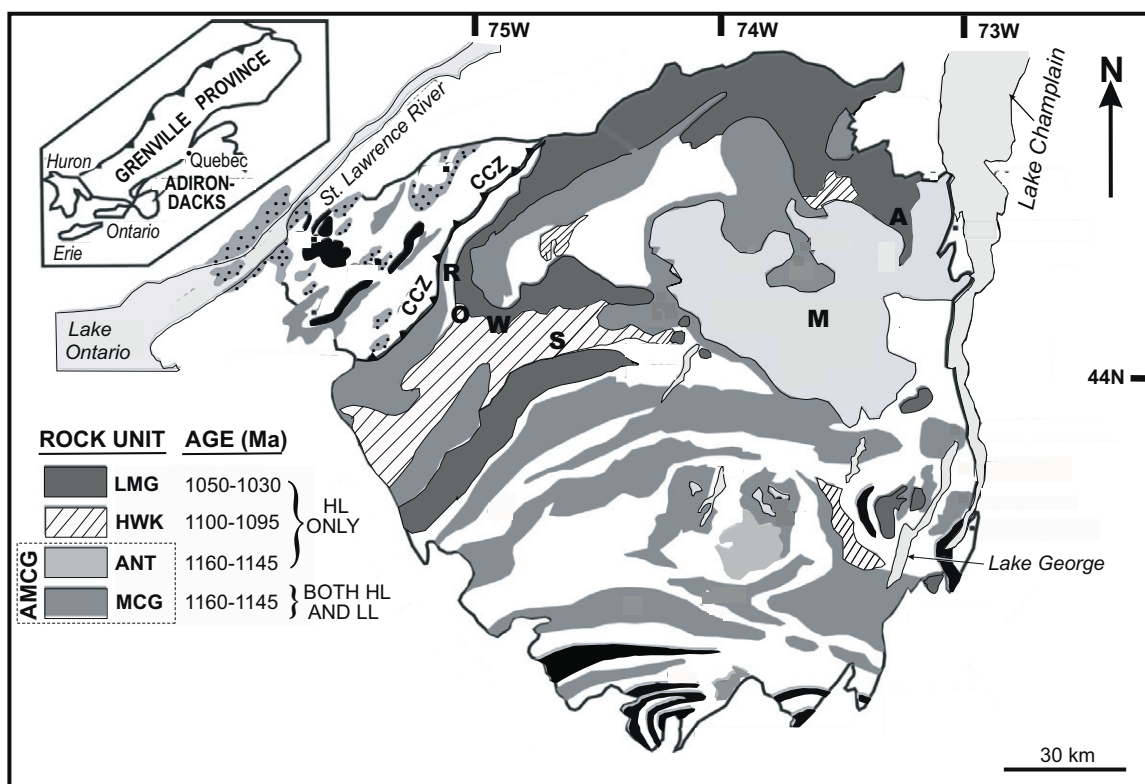 75W
74W
73W
N
Lake Champlain
GRENVILLE PROVINCE
Huron
Quebec
ADIRON-
DACKS
Ontario
Erie
St. Lawrence River
CCZ
CCZ
Lake
Ontario
A
R
O
W
S
M
44N
ROCK UNIT AGE (Ma)
LMG 1050-1030
HWK 1100-1095
ANT 1160-1145
MCG 1160-1145
HL
ONLY
BOTH HL
AND LL
AMCG
Lake George
30 km